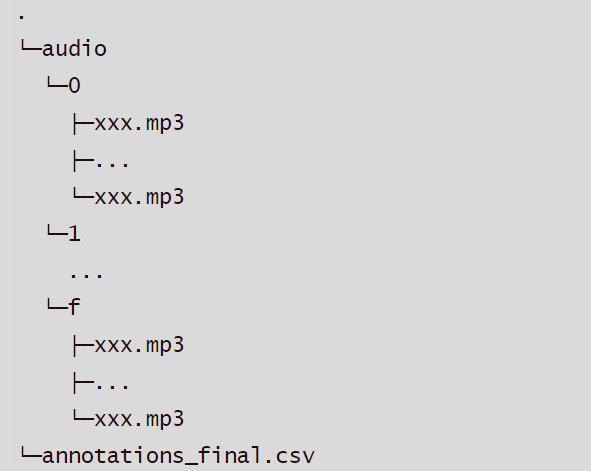 .
└─audio
  └─0
    ├─xxx.mp3
    ├─...
    └─xxx.mp3
  └─1
    ...
  └─f
    ├─xxx.mp3
    ├─...
    └─xxx.mp3
└─annotations_final.csv